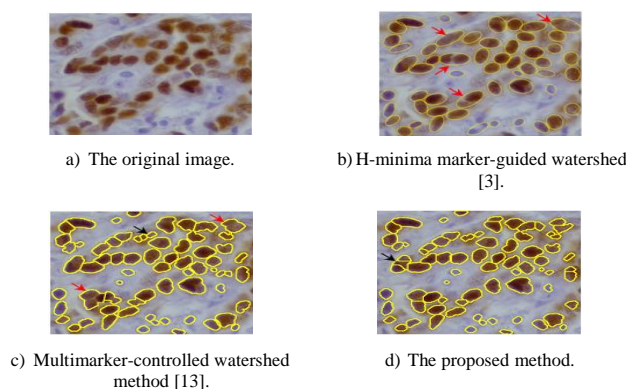 a) The original image.
b) H-minima marker-guided watershed
[3].
c) Multimarker-controlled watershed
method [13].
d) The proposed method.